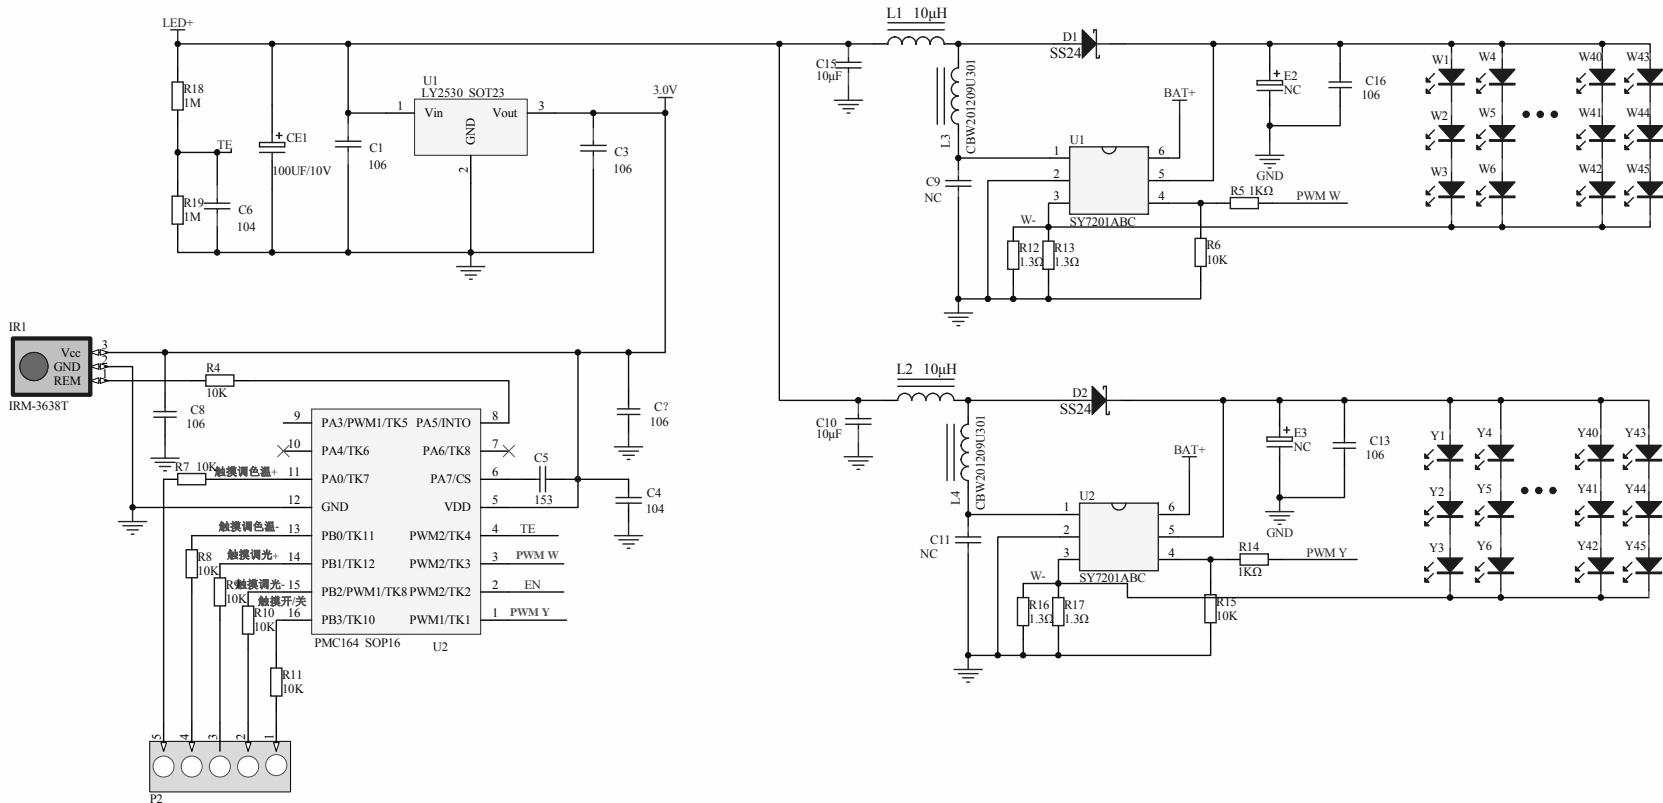 LED+
R18
1M
TE
R19
1M
C6
104
CE1
100UF/10V
C1
106
U1
LY2530 SOT23
1
Vin
Vout
3
GND
2
3.0V
C3
106
L1 10μH
C15
10μF
D1
SS24
L3
CBW201209U301
C9
NC
BAT+
U1
1
2
3
6
5
4
SY7201ABC
W-
R12
1.3Ω
R13
1.3Ω
R5 1KΩ
PWM W
R6
10K
E2
NC
GND
C16
106
W1
W4
W40
W43
W2
W5
W41
W44
W3
W6
W42
W45
IR1
Vcc
GND
REM
3
2
1
IRM-3638T
C8
106
R4
10K
C?
106
C5
153
C4
104
9
PA3/PWM1/TK5
PA5/INTO
8
10
PA4/TK6
PA6/TK8
7
R7 10K
触摸调色温+
11
PA0/TK7
PA7/CS
6
12
GND
VDD
5
触摸调色温-
13
PB0/TK11
PWM2/TK4
4
TE
触摸调光+
14
PB1/TK12
PWM2/TK3
3
PWM W
触摸调光-
15
PB2/PWM1/TK8
PWM2/TK2
2
EN
触摸开/关
16
PB3/TK10
PWM1/TK1
1
PWM Y
PMC164 SOP16
U2
R8
10K
R9
10K
R10
10K
R11
10K
5
4
3
2
1
P2
L2 10μH
C10
10μF
D2
SS24
L4
CBW201209U301
C11
NC
BAT+
U2
1
2
3
6
5
4
SY7201ABC
W-
R16
1.3Ω
R17
1.3Ω
R14
1KΩ
PWM Y
R15
10K
E3
NC
GND
C13
106
Y1
Y4
Y40
Y43
Y2
Y5
Y41
Y44
Y3
Y6
Y42
Y45